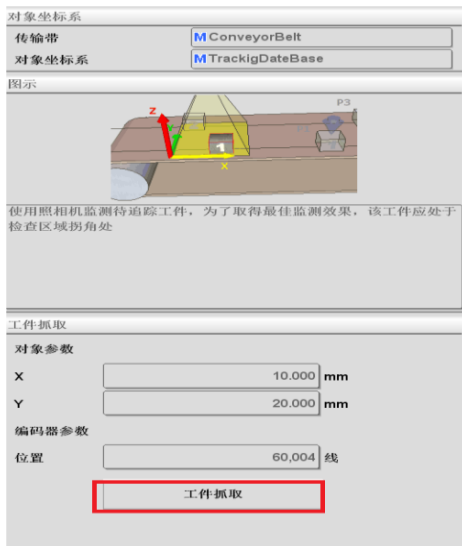 对象坐标系
传输带 M ConveyorBelt
对象坐标系 M TrackigDateBase
图示
Z
P3
1
X
使用照相机监测待追踪工件，为了取得最佳监测效果，该工件应处于
检查区域拐角处
工件抓取
对象参数
X 10.000 mm
Y 20.000 mm
编码器参数
位置 60,004 线
工件抓取